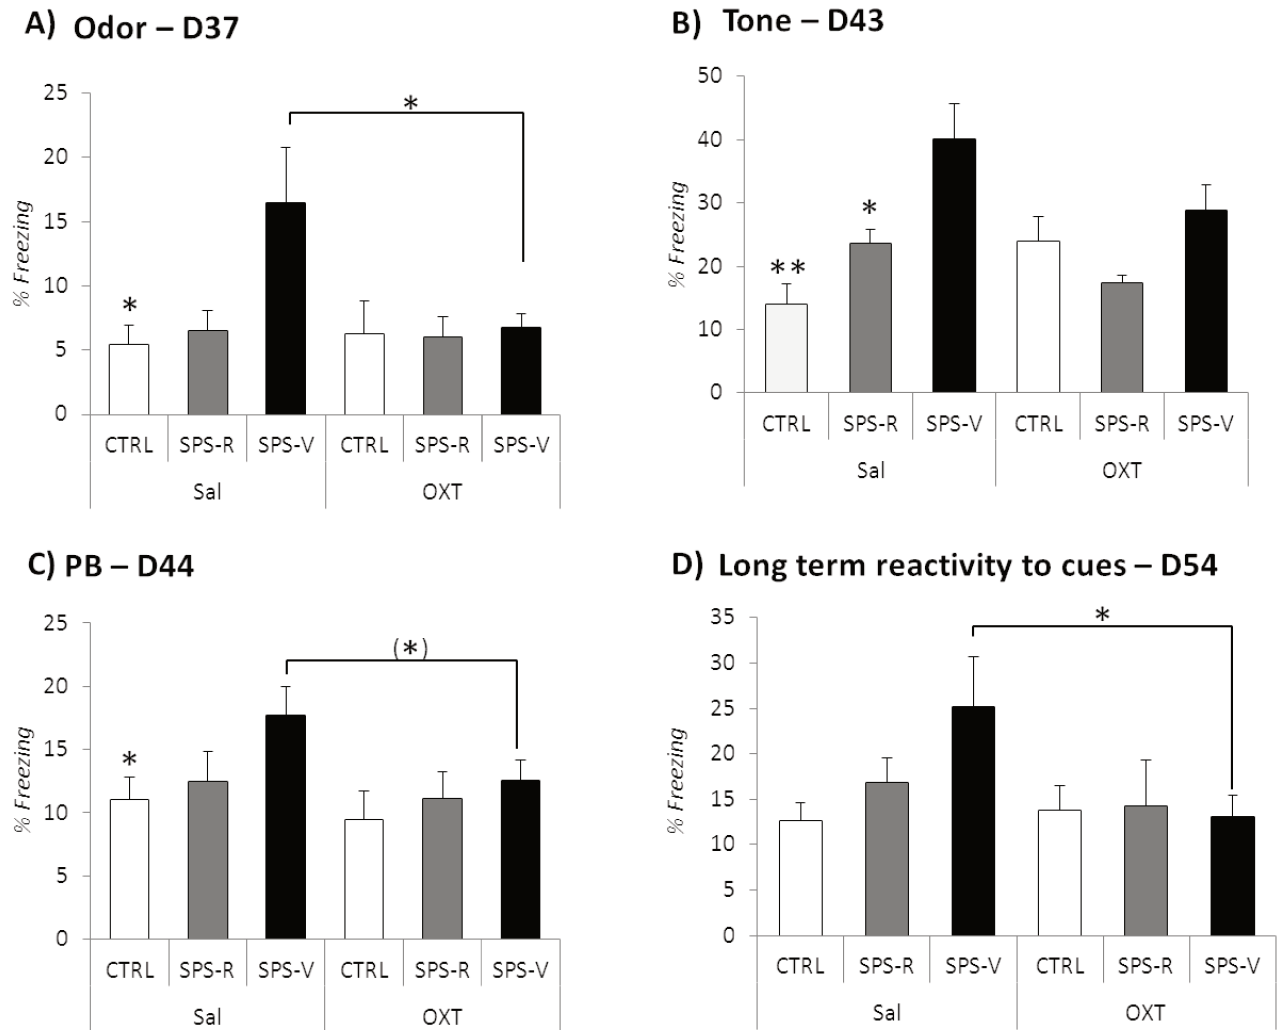 A) Odor – D37
25
*
20
15
% Freezing
10
*
5
0
CTRL SPS-R SPS-V CTRL SPS-R SPS-V
Sal OXT
B) Tone – D43
50
40
30
*
% Freezing
**
20
10
0
CTRL SPS-R SPS-V CTRL SPS-R SPS-V
Sal OXT
C) PB – D44
25
(*)
20
15
*
% Freezing
10
5
0
CTRL SPS-R SPS-V CTRL SPS-R SPS-V
Sal OXT
D) Long term reactivity to cues – D54
35
*
30
25
20
% Freezing
15
10
5
0
CTRL SPS-R SPS-V CTRL SPS-R SPS-V
Sal OXT